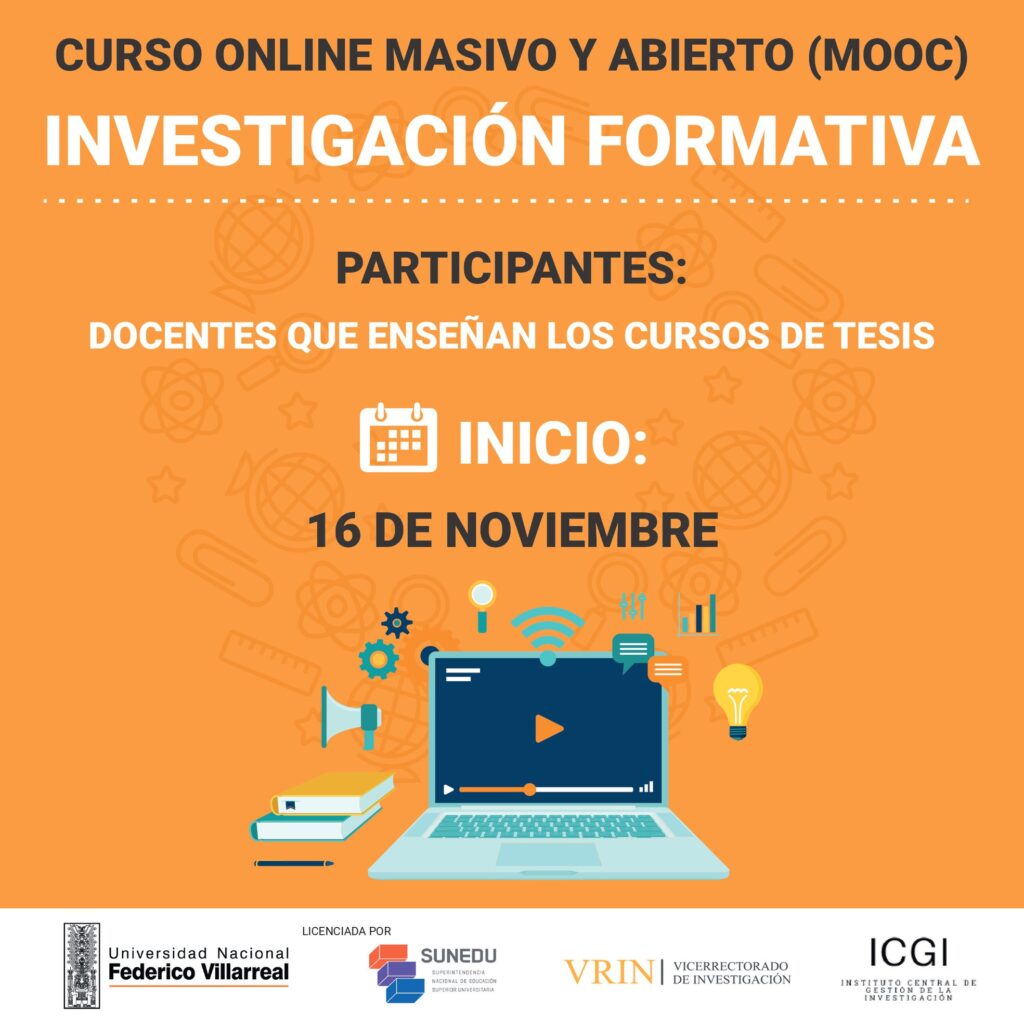 CURSO ONLINE MASIVO Y ABIERTO (MOOC)
INVESTIGACIÓN FORMATIVA
PARTICIPANTES:
DOCENTES QUE ENSEÑAN LOS CURSOS DE TESIS
INICIO:
16 DE NOVIEMBRE
Universidad Nacional
Federico Villarreal
LICENCIADA POR
SUNEDU
SUPERINTENDENCIA
NACIONAL DE EDUCACIÓN
SUPERIOR UNIVERSITARIA
VRIN
VICERRECTORADO
DE INVESTIGACIÓN
ICGI
INSTITUTO CENTRAL DE
GESTIÓN DE LA
INVESTIGACIÓN